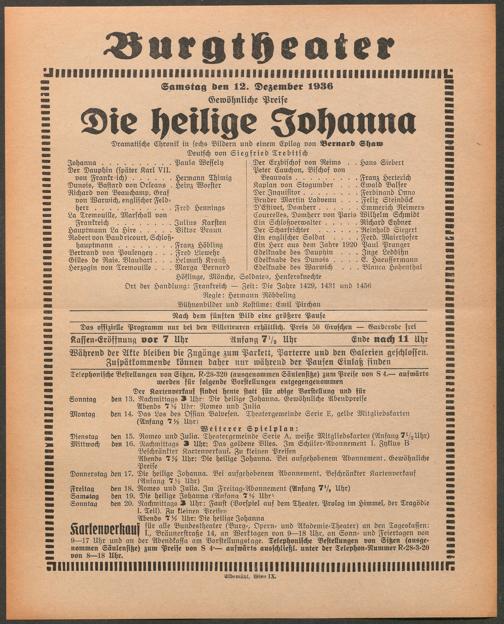 Burgtheater
Samstag den 12. Dezember 1936
Gewöhnliche Preise
Die heilige Johanna
Dramatische Chronik in sechs Bildern und einem Epilog von Bernard Shaw
Deutsch von Siegfried Trebitsch
Johanna . . . Paula Wessely
Der Dauphin (später Karl VII. von Frankreich) . . . Hermann Thimig
Dunois, Bastard von Orleans . Heinz Woester
Richard von Beauchamp, Graf von Warwick, englischer Feldherr . . . Fred Hennings
La Tremouille, Marschall von Frankreich . . . Julius Karsten
Hauptmann La Hire . . . Viktor Braun
Robert von Baudricourt, Schloßhauptmann . . . Franz Höbling
Bertrand von Poulengey . . . Fred Liewehr
Gilles de Rais, Blaubart . . Helmuth Krauß
Herzogin von Tremouille . . Marga Bernard
Der Erzbischof von Reims . . Hans Siebert
Peter Cauchon, Bischof von Beauvais . . . Franz Herterich
Kaplan von Stogumber . . Ewald Balser
Der Inquisitor . . . Ferdinand Onno
Bruder Martin Ladvenu . . Felix Steinböck
D'Estivet, Domherr . . . Emmerich Reimers
Courcelles, Domherr von Paris Wilhelm Schmidt
Ein Schloßverwalter . . . Richard Eybner
Der Scharfrichter . . . Reinhold Siegert
Ein englischer Soldat . . . Ferd. Maierhofer
Ein Herr aus dem Jahre 1920 Paul Pranger
Edelknabe des Dauphin . . Inge Leddihn
Edelknabe des Dunois . . . E. Haeussermann
Edelknabe des Warwick . . . Bianca Hobenthal
Höflinge, Mönche, Soldaten, Henkersknechte
Ort der Handlung: Frankreich — Zeit: Die Jahre 1429, 1431 und 1456
Regie: Hermann Röbbeling
Bühnenbilder und Kostüme: Emil Pirchan
Nach dem fünften Bild eine größere Pause
Das offizielle Programm nur bei den Billeteuren erhältlich. Preis 50 Groschen — Garderobe frei
Kassen-Eröffnung vor 7 Uhr Anfang 7½ Uhr Ende nach 11 Uhr
Während der Akte bleiben die Zugänge zum Parkett, Parterre und den Galerien geschlossen.
Zuspätkommende können daher nur während der Pausen Einlaß finden
Telephonische Bestellungen von Sitzen, R-28-320 (ausgenommen Säulensitze) zum Preise von S 4.— aufwärts
werden für folgende Vorstellungen entgegengenommen
Der Kartenverkauf findet heute statt für obige Vorstellung und für
Sonntag den 13. Nachmittags 3 Uhr: Die heilige Johanna. Gewöhnliche Abendpreise
Abends 7½ Uhr: Romeo und Julia
Montag den 14. Das Los des Ossian Balvesen. Theatergemeinde Serie E, gelbe Mitgliedskarten
(Anfang 7½ Uhr)
Weiterer Spielplan:
Dienstag den 15. Romeo und Julia. Theatergemeinde Serie A, weiße Mitgliedskarten (Anfang 7½ Uhr)
Mittwoch den 16. Nachmittags 3 Uhr: Das goldene Vlies. Im Schüler-Abonnement I. Zyklus B
Beschränkter Kartenverkauf. Zu kleinen Preisen
Abends 7½ Uhr: Die heilige Johanna. Bei aufgehobenem Abonnement. Gewöhnliche
Preise
Donnerstag den 17. Die heilige Johanna. Bei aufgehobenem Abonnement. Beschränkter Kartenverkauf
(Anfang 7½ Uhr)
Freitag den 18. Romeo und Julia. Im Freitag-Abonnement (Anfang 7½ Uhr)
Samstag den 19. Die heilige Johanna (Anfang 7½ Uhr)
Sonntag den 20. Nachmittags 3 Uhr: Faust (Vorspiel auf dem Theater, Prolog im Himmel, der Tragödie
I. Teil). Zu kleinen Preisen
Abends 7½ Uhr: Die heilige Johanna
Kartenverkauf für alle Bundestheater (Burg-, Opern- und Akademie-Theater) an den Tageskassen:
I., Bräunerstraße 14, an Werktagen von 9—18 Uhr, an Sonn- und Feiertagen von
9—17 Uhr und an der Abendkassa am Vorstellungstage. Telephonische Bestellungen von Sitzen (ausgenommen
Säulensitze) zum Preise von S 4— aufwärts ausschließl. unter der Telephon-Nummer R-28-3-20
von 8—18 Uhr.
Elbemühl, Wien IX.